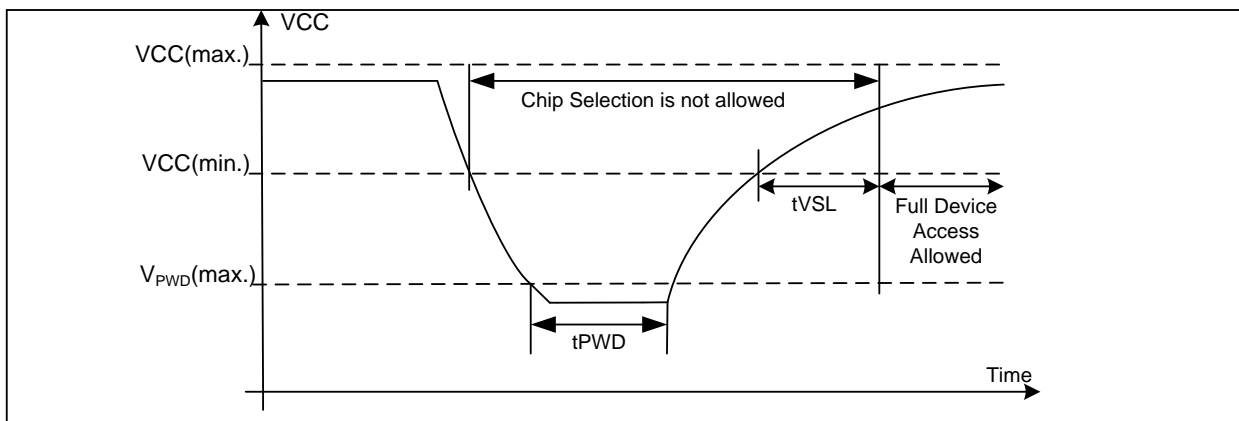 VCC
VCC(max.)
Chip Selection is not allowed
VCC(min.)
tVSL
Full Device
Access
Allowed
VPWD(max.)
tPWD
Time